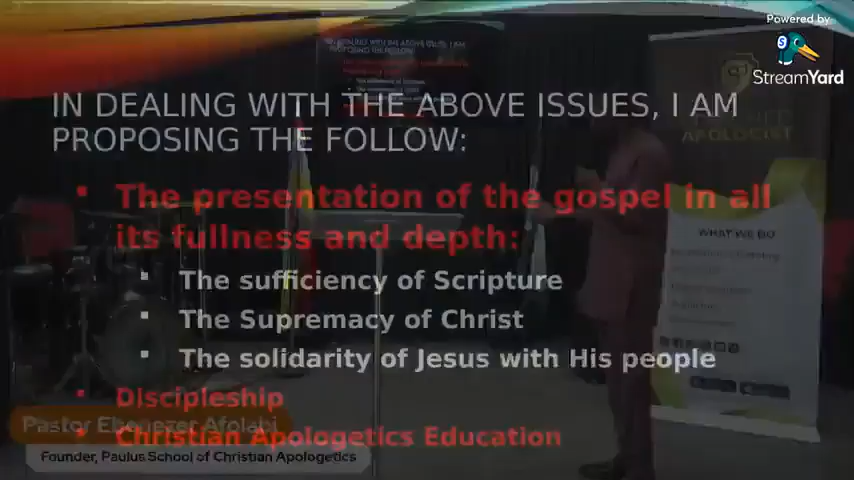 Powered by
StreamYard
IN DEALING WITH THE ABOVE ISSUES, I AM
PROPOSING THE FOLLOW:
The presentation of the gospel in all
its fullness and depth:
The sufficiency of Scripture
The Supremacy of Christ
The solidarity of Jesus with His people
Discipleship
Christian Apologetics Education
Pastor Ebenezer Afolabi
Founder, Paulus School of Christian Apologetics
APOLOGIST
WHAT WE DO